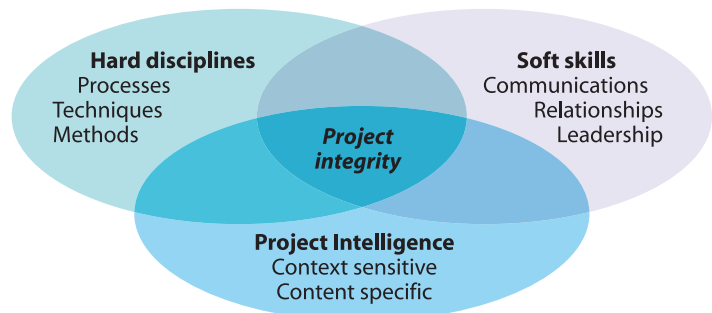 Hard disciplines
Processes
Techniques
Methods
Soft skills
Communications
Relationships
Leadership
Project
integrity
Project Intelligence
Context sensitive
Content specific